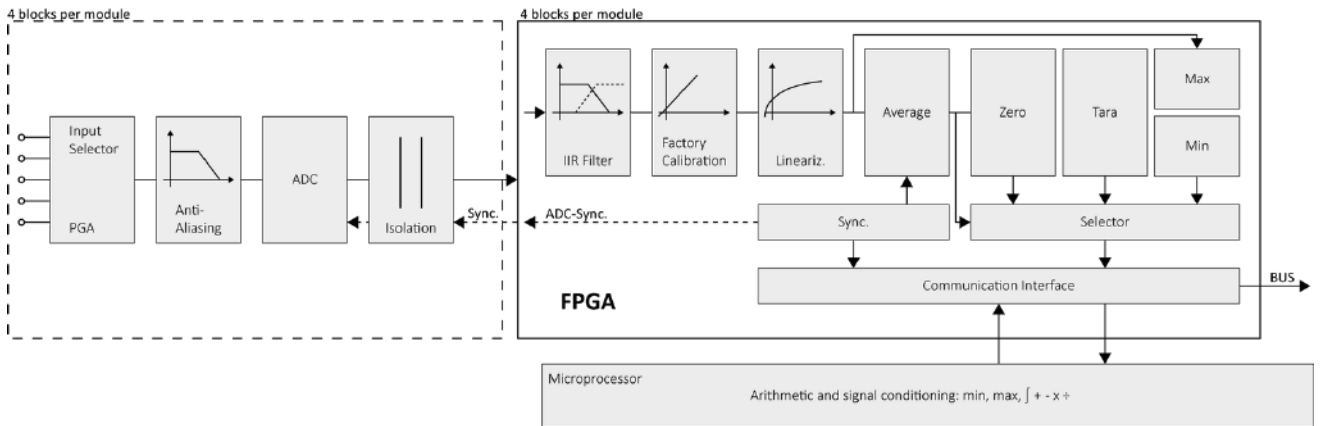 4 blocks per module
4 blocks per module
Input
Selector
PGA
Anti-
Aliasing
ADC
Isolation
Sync.
ADC-Sync.
IIR Filter
Factory
Calibration
Lineariz.
Average
Zero
Tara
Max
Min
Sync.
Selector
Communication Interface
BUS
FPGA
Microprocessor
Arithmetic and signal conditioning: min, max, ∫ + - x ÷